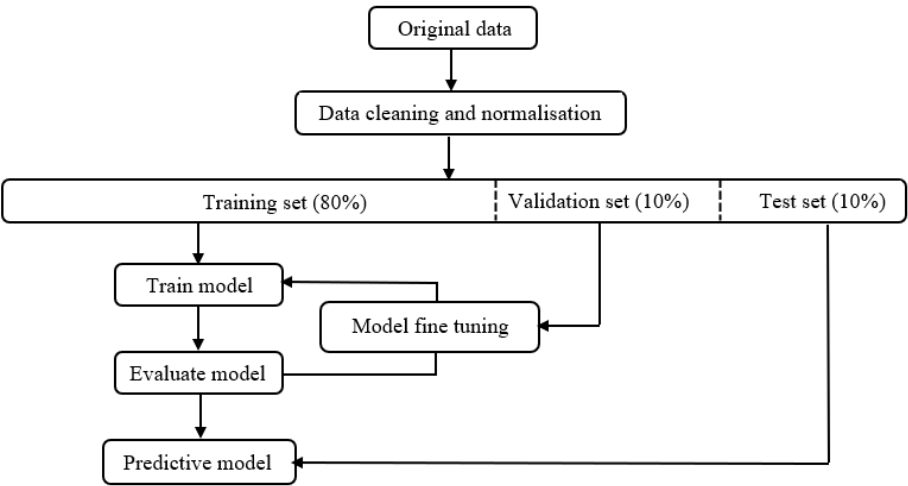 Original data
Data cleaning and normalisation
Training set (80%)
Validation set (10%)
Test set (10%)
Train model
Model fine tuning
Evaluate model
Predictive model